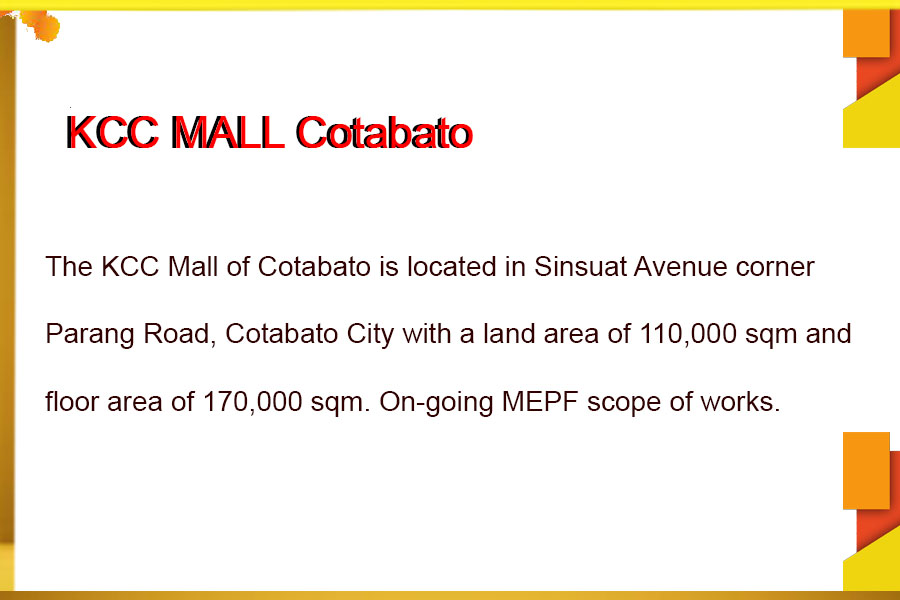 KCC MALL Cotabato
The KCC Mall of Cotabato is located in Sinsuat Avenue corner
Parang Road, Cotabato City with a land area of 110,000 sqm and
floor area of 170,000 sqm. On-going MEPF scope of works.